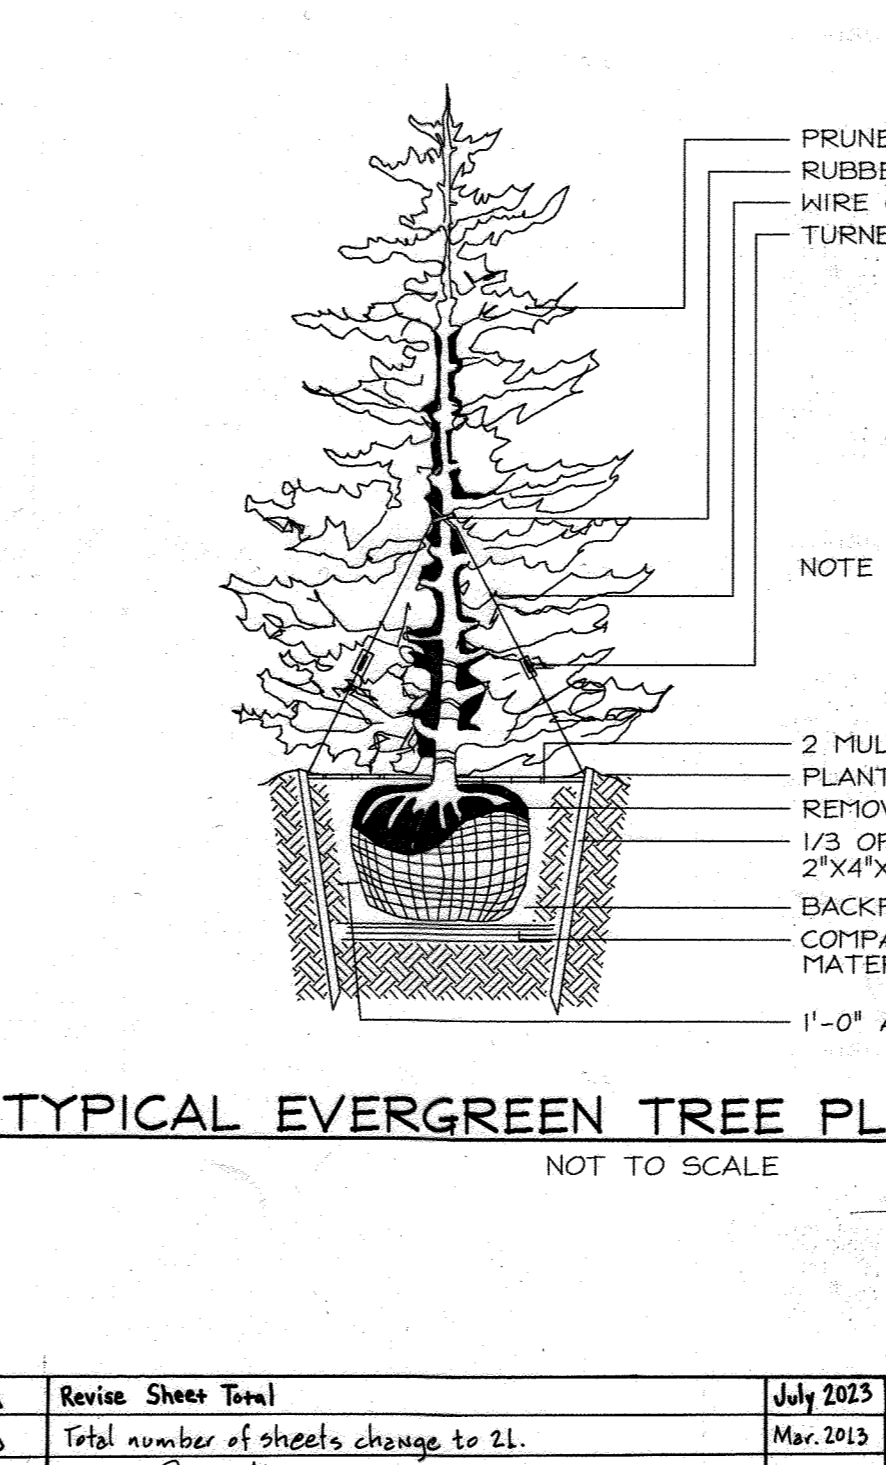 PRUNE
RUBBE
WIRE
TURNE
NOTE
2 MUL
PLANT
REMOV
1/3 OF
2"X4"X
BACKF
COMPA
MATER
1'-0" A
TYPICAL EVERGREEN TREE PL
NOT TO SCALE
Revise Sheet Total July 2023
Total number of sheets change to 21. Mar. 2013